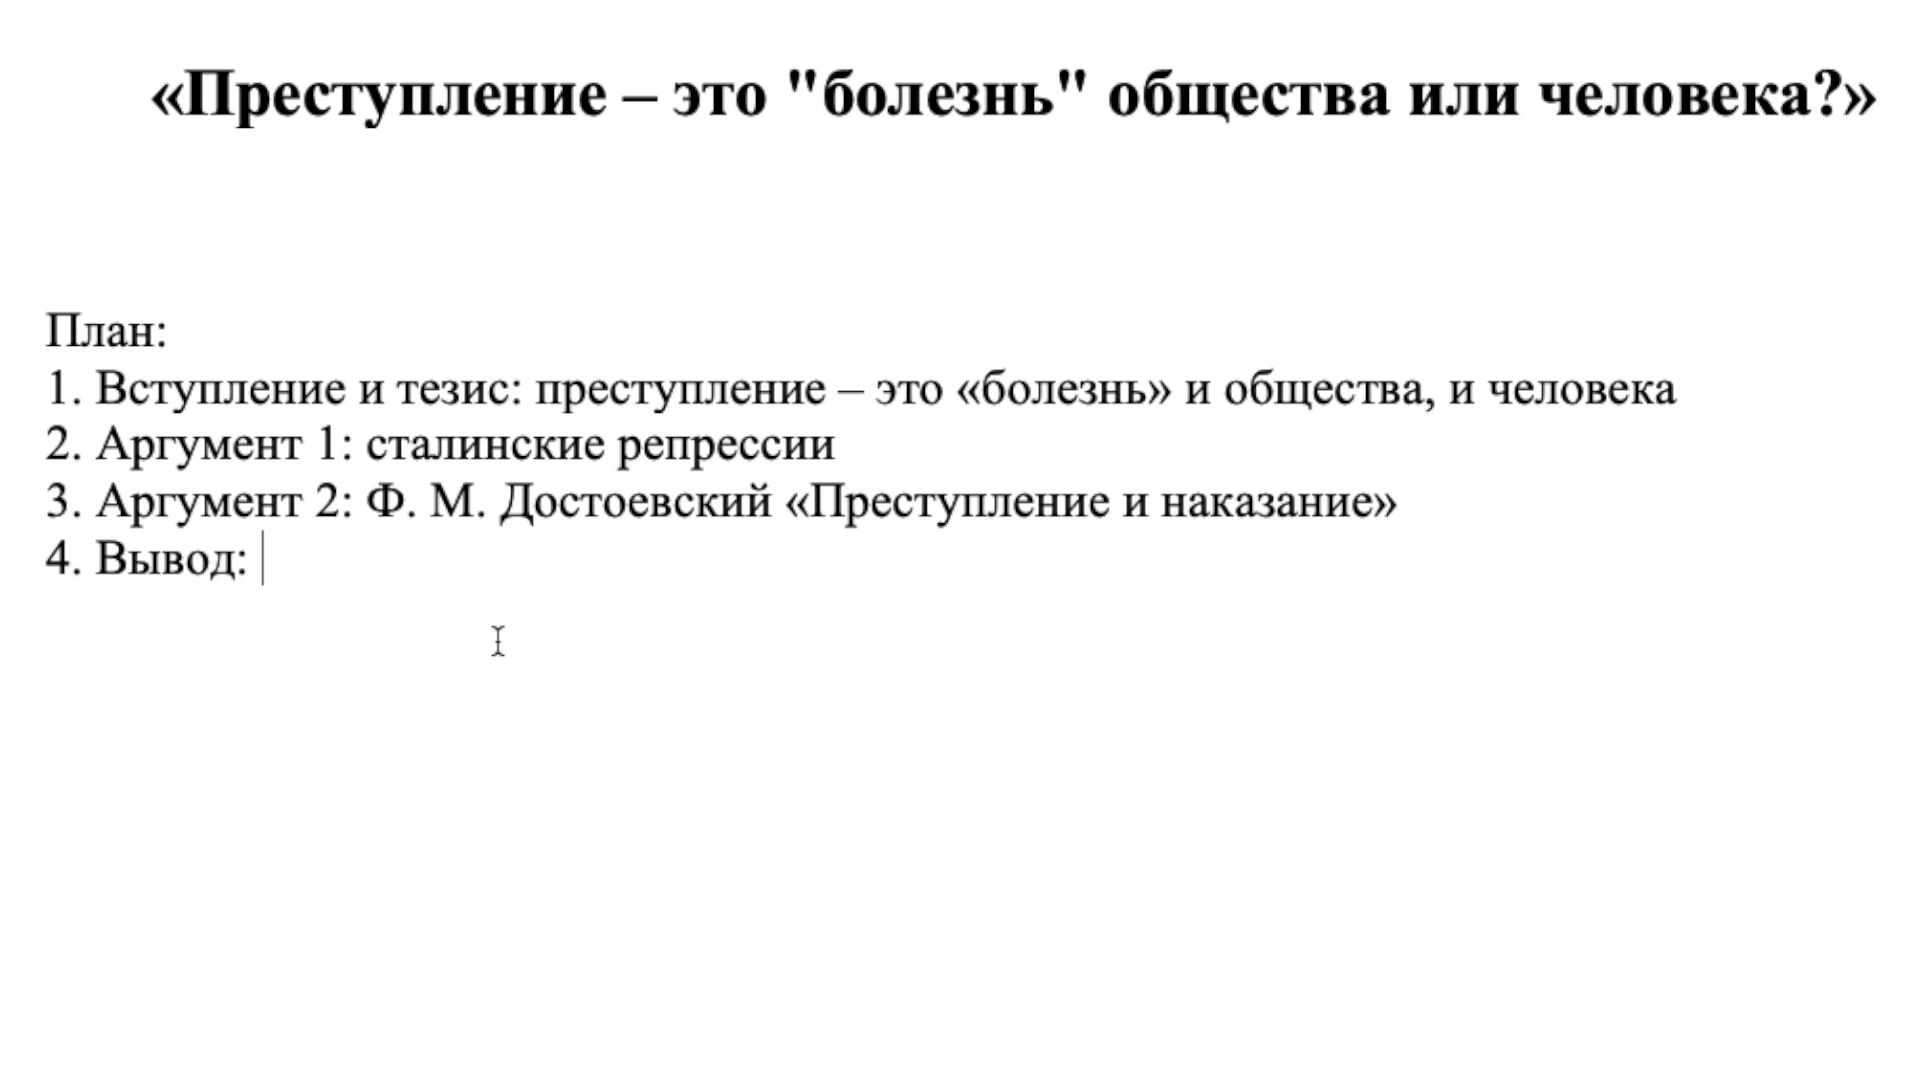 «Преступление – это "болезнь" общества или человека?»
План:
1. Вступление и тезис: преступление – это «болезнь» и общества, и человека
2. Аргумент 1: сталинские репрессии
3. Аргумент 2: Ф. М. Достоевский «Преступление и наказание»
4. Вывод: